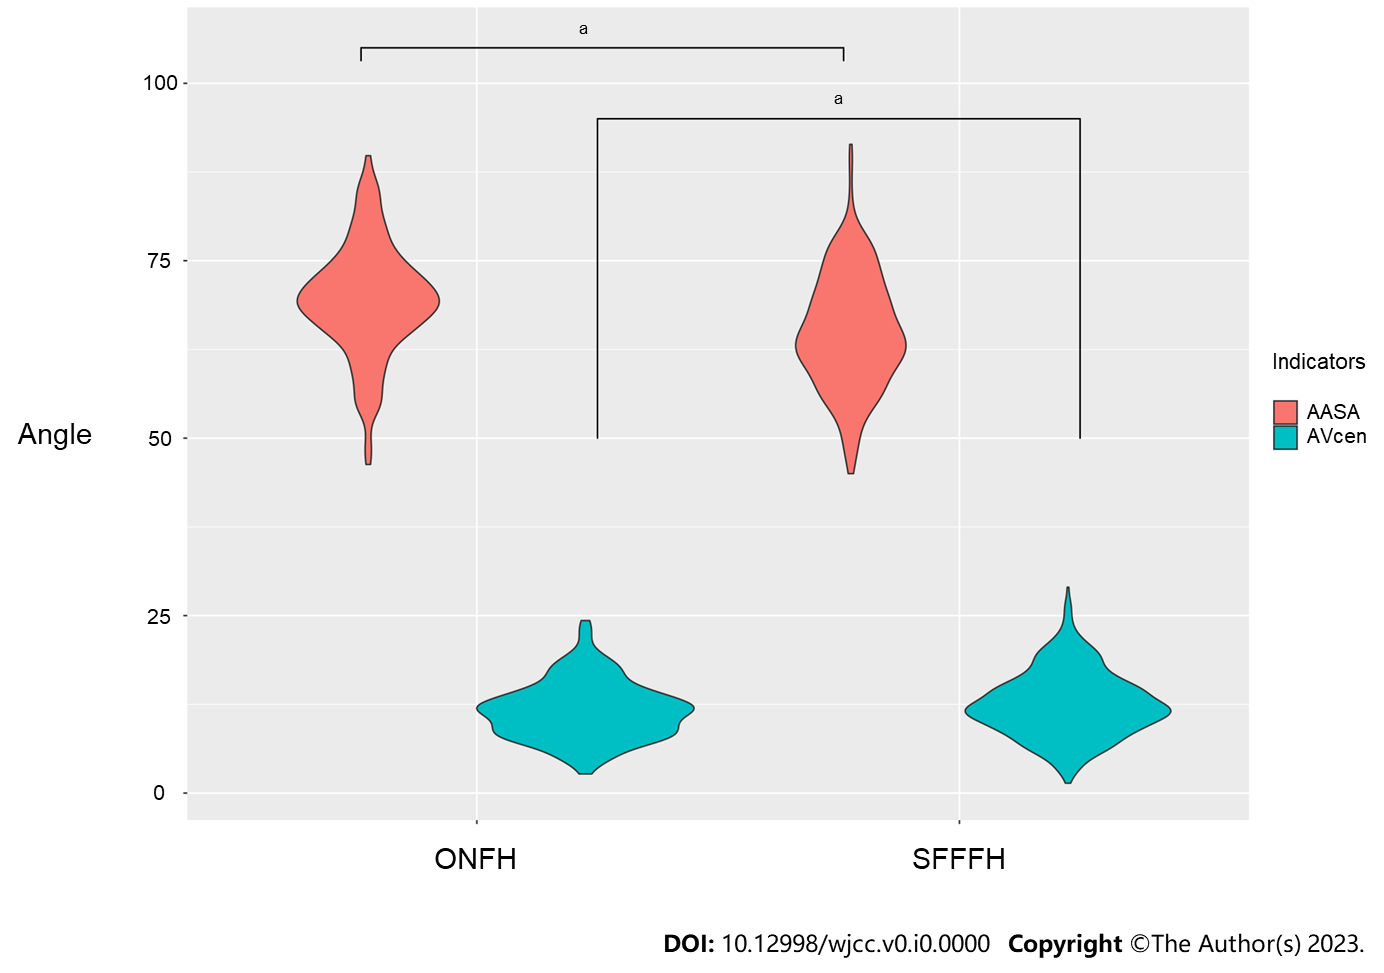 a
100
a
75
Indicators
AASA
Angle
50
AVcen
25
0
ONFH
SFFFH
DOI: 10.12998/wjcc.v0.i0.0000 Copyright ©The Author(s) 2023.